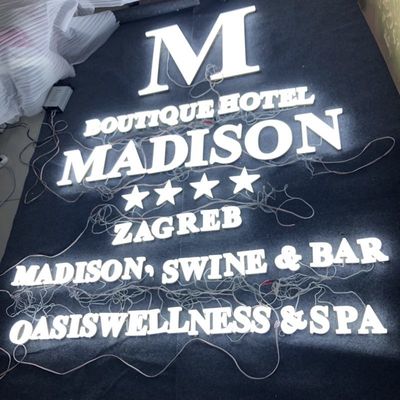 M
BOUTIQUE HOTEL
MADISON
★★★★
ZAGREB
MADISON, SWINE & BAR
OASISWELLNESS & SPA